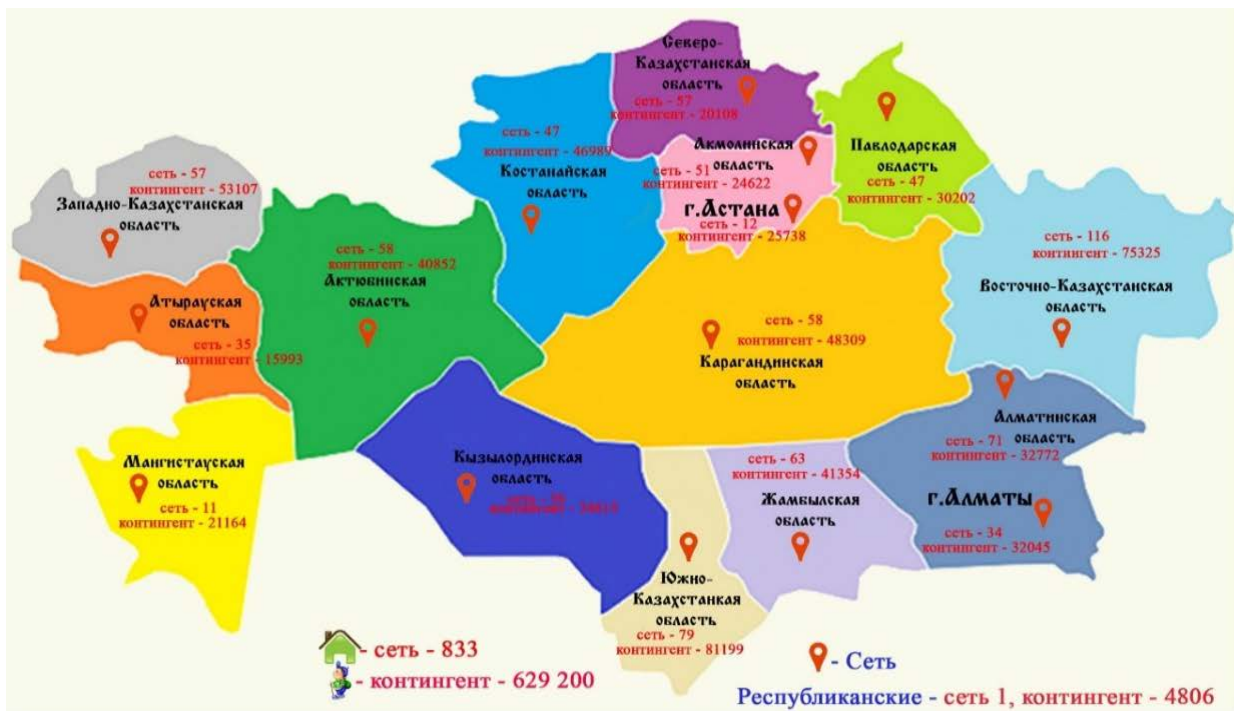 Северо-
Казахстанская
область
сеть - 57
контингент - 20108
сеть - 47
контингент - 46989
Костанайская
область
Акмолинская
область
сеть - 51
контингент - 24622
г.Астана
сеть - 12
контингент - 25738
Павлодарская
область
сеть - 47
контингент - 30202
сеть - 57
контингент - 53107
Западно-Казахстанская
область
сеть - 58
контингент - 40852
Актюбинская
область
сеть - 116
контингент - 75325
Восточно-Казахстанская
область
Атырауская
область
сеть - 35
контингент - 15993
сеть - 58
контингент - 48309
Карагандинская
область
Алматинская
область
сеть - 71
контингент - 32772
Мангистауская
область
сеть - 11
контингент - 21164
Кызылординская
область
сеть -
контингент -
сеть - 63
контингент - 41354
Жамбылская
область
г.Алматы
сеть - 34
контингент - 32045
Южно-
Казахстанкая
область
сеть - 79
контингент - 81199
- сеть - 833
- контингент - 629 200
- Сеть
Республиканские - сеть 1, контингент - 4806